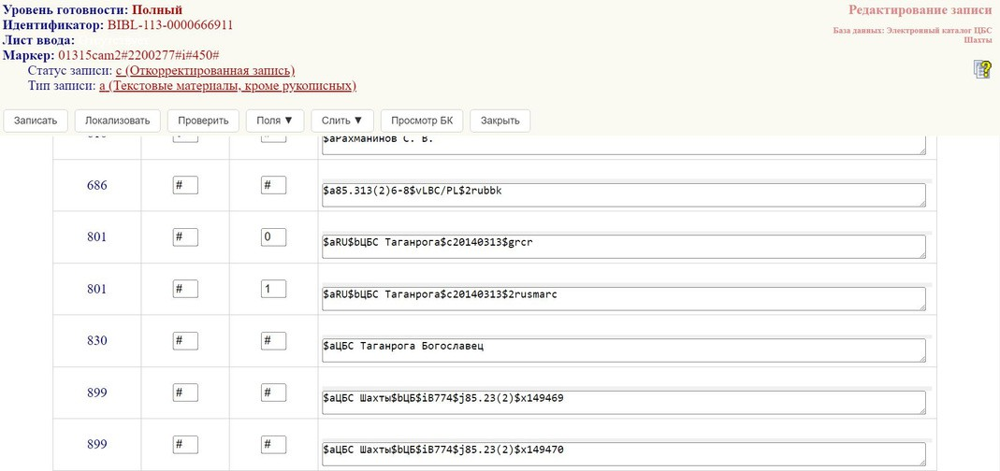 Уровень готовности: Полный
Редактирование записи
Идентификатор: BIBL-113-0000666911
База данных: Электронный каталог ЦБС
Шахты
Лист ввода:
Маркер: 01315cam2#2200277#i#450#
Статус записи: с (Откорректированная запись)
Тип записи: а (Текстовые материалы, кроме рукописных)
Записать Локализовать Проверить Поля ▼ Слить ▼ Просмотр БК Закрыть
$aРахманинов С. В.
686 # # $a85.313(2)6-8$vLBC/PL$2rubbk
801 # 0 $aRU$bЦБС Таганрога$c20140313$grcr
801 # 1 $aRU$bЦБС Таганрога$c20140313$2rusmarc
830 # # $aЦБС Таганрога Богославец
899 # # $aЦБС Шахты$bЦБ$iВ774$j85.23(2)$x149469
899 # # $aЦБС Шахты$bЦБ$iВ774$j85.23(2)$x149470